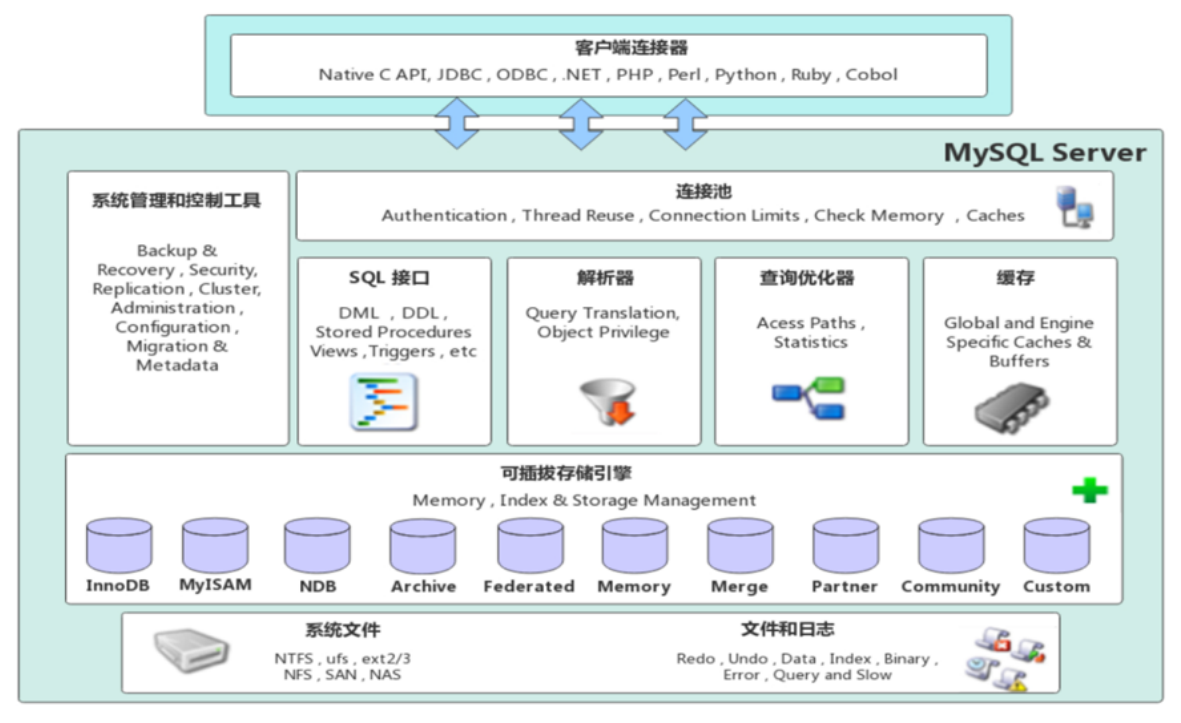 客户端连接器
Native C API, JDBC , ODBC , .NET , PHP , Perl , Python , Ruby , Cobol
MySQL Server
系统管理和控制工具
Backup &
Recovery , Security,
Replication , Cluster,
Administration ,
Configuration ,
Migration &
Metadata
连接池
Authentication , Thread Reuse , Connection Limits , Check Memory , Caches
SQL 接口
DML , DDL ,
Stored Procedures
Views ,Triggers , etc
解析器
Query Translation,
Object Privilege
查询优化器
Acess Paths ,
Statistics
缓存
Global and Engine
Specific Caches &
Buffers
可插拔存储引擎
Memory , Index & Storage Management
InnoDB
MyISAM
NDB
Archive
Federated
Memory
Merge
Partner
Community
Custom
系统文件
NTFS , ufs , ext2/3
NFS , SAN , NAS
文件和日志
Redo , Undo , Data , Index , Binary ,
Error , Query and Slow